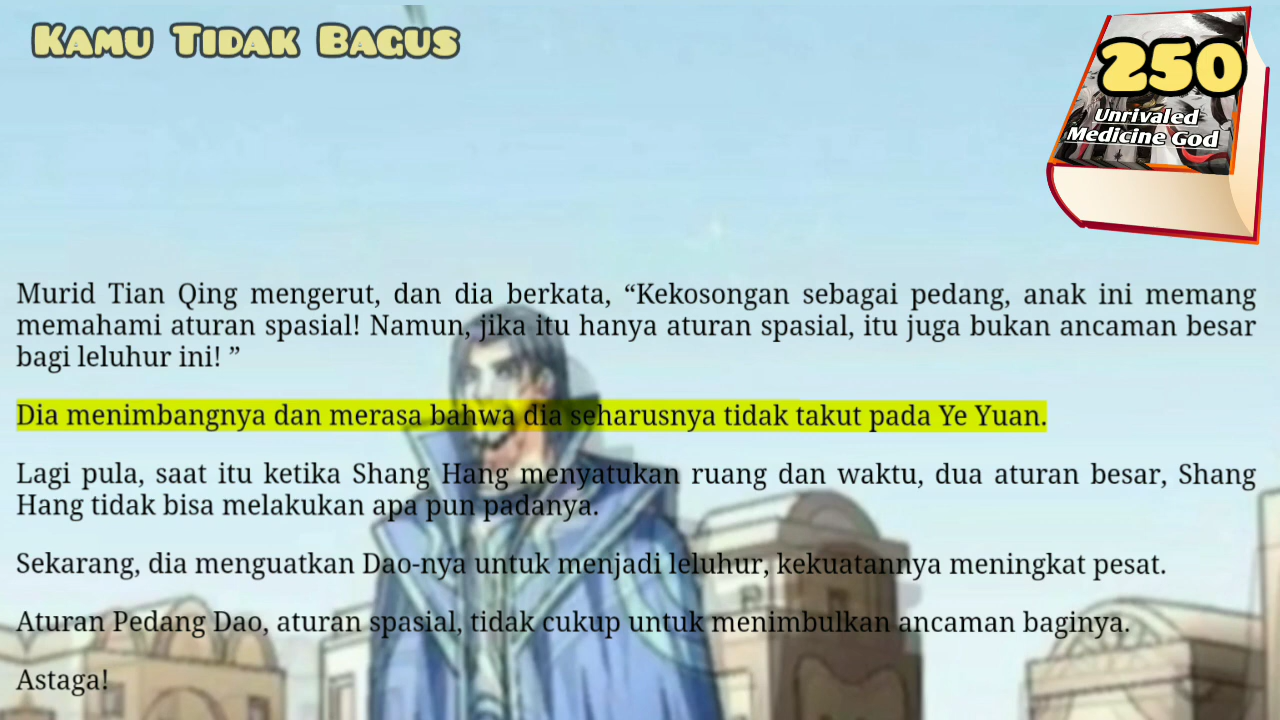 Kamu Tidak Bagus
250
Unrivaled
Medicine God
Murid Tian Qing mengerut, dan dia berkata, “Kekosongan sebagai pedang, anak ini memang
memahami aturan spasial! Namun, jika itu hanya aturan spasial, itu juga bukan ancaman besar
bagi leluhur ini! ”
Dia menimbangnya dan merasa bahwa dia seharusnya tidak takut pada Ye Yuan.
Lagi pula, saat itu ketika Shang Hang menyatukan ruang dan waktu, dua aturan besar, Shang
Hang tidak bisa melakukan apa pun padanya.
Sekarang, dia menguatkan Dao-nya untuk menjadi leluhur, kekuatannya meningkat pesat.
Aturan Pedang Dao, aturan spasial, tidak cukup untuk menimbulkan ancaman baginya.
Astaga!